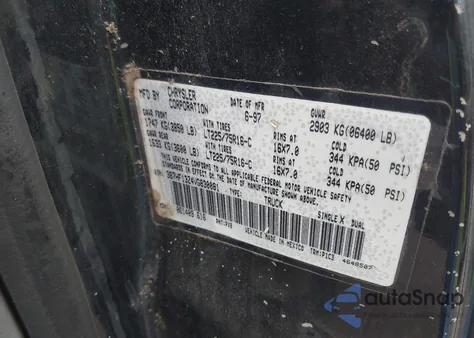 MFD BY CHRYSLER CORPORATION DATE OF MFR 6-97 GVWR 2903 KG(06400 LB)
GAWR FRONT WITH TIRES RIMS AT COLD
1747 KG(3850 LB) LT225/75R16-C 16X7.0 344 KPA(50 PSI)
GAWR REAR WITH TIRES RIMS AT COLD
1633 KG(3600 LB) LT225/75R16-C 16X7.0 344 KPA(50 PSI)
THIS VEHICLE CONFORMS TO ALL APPLICABLE FEDERAL MOTOR VEHICLE SAFETY
STANDARDS IN EFFECT ON THE DATE OF MANUFACTURE SHOWN ABOVE.
TRUCK SINGLE X DUAL
VEHICLE MADE IN MEXICO
autoSnap